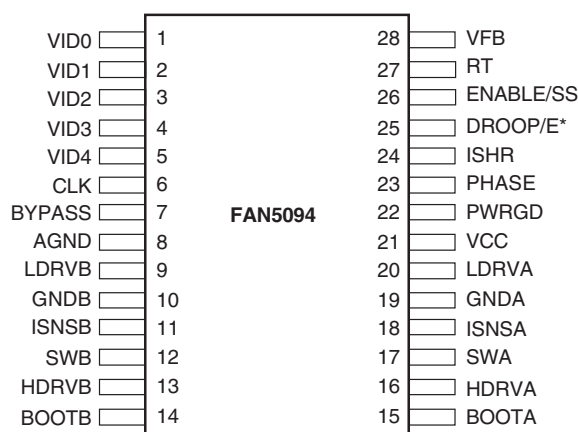 VID0 1 28 VFB
VID1 2 27 RT
VID2 3 26 ENABLE/SS
VID3 4 25 DROOP/E*
VID4 5 24 ISHR
CLK 6 23 PHASE
BYPASS 7 FAN5094 22 PWRGD
AGND 8 21 VCC
LDRVB 9 20 LDRVA
GNDB 10 19 GNDA
ISNSB 11 18 ISNSA
SWB 12 17 SWA
HDRVB 13 16 HDRVA
BOOTB 14 15 BOOTA